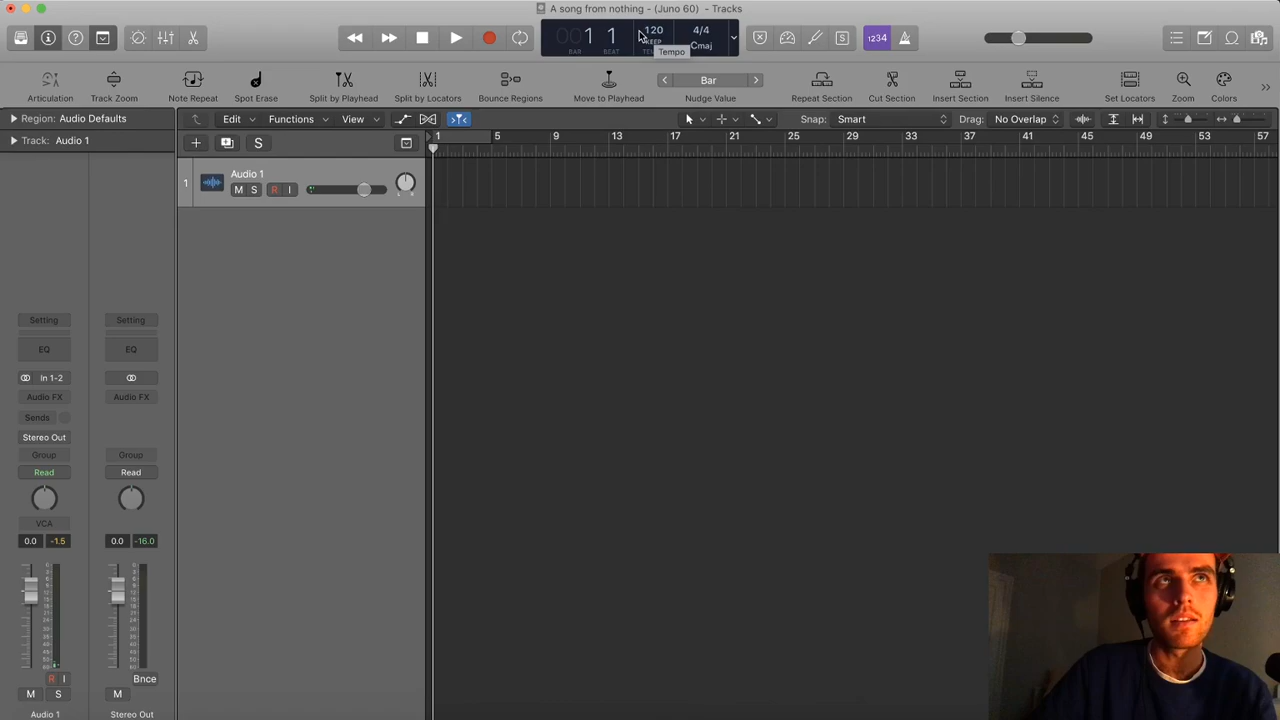 A song from nothing - (Juno 60) - Tracks
001 1
BAR BEAT
120
KEEP
Tempo
4/4
Cmaj
1234
Articulation Track Zoom Note Repeat Spot Erase Split by Playhead Split by Locators Bounce Regions Move to Playhead
Bar
Nudge Value
Repeat Section Cut Section Insert Section Insert Silence Set Locators Zoom Colors
Region: Audio Defaults
Track: Audio 1
Edit Functions View
Snap: Smart
Drag: No Overlap
1 5 9 13 17 21 25 29 33 37 41 45 49 53 57
S
1
Audio 1
M S R I
L R
Setting Setting
EQ EQ
In 1-2
Audio FX Audio FX
Sends
Stereo Out
Group Group
Read Read
VCA
0.0 -1.5 0.0 -16.0
R I Bnce
M S M
Audio 1 Stereo Out